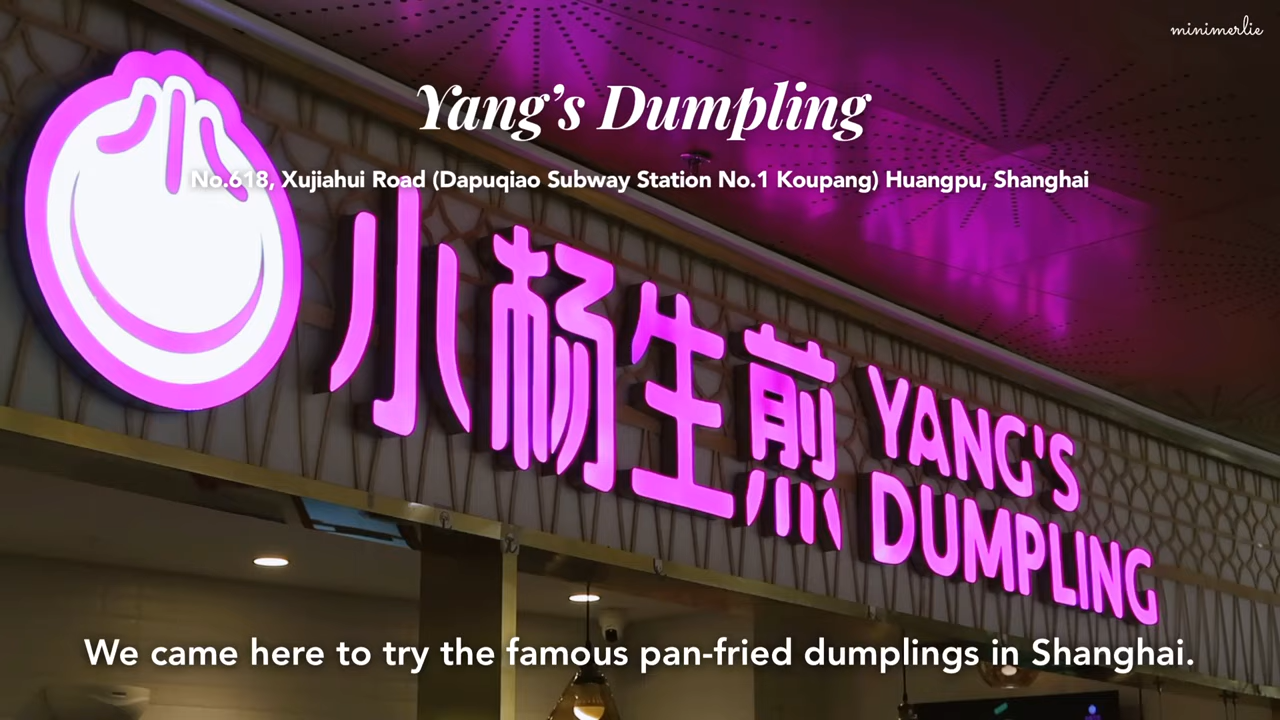 minimerlie
Yang's Dumpling
No.618, Xujiahui Road (Dapuqiao Subway Station No.1 Koupang) Huangpu, Shanghai
小
小杨生煎
YANG'S
DUMPLING
We came here to try the famous pan-fried dumplings in Shanghai.